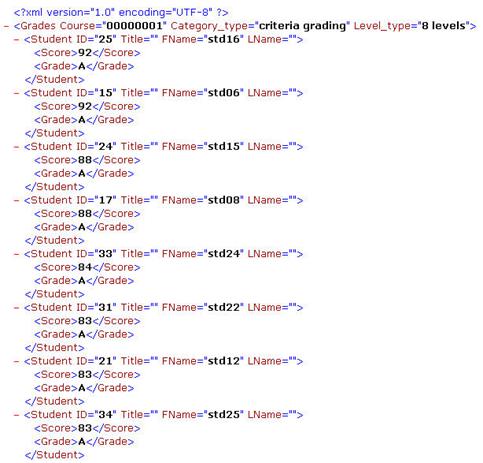 <?xml version="1.0" encoding="UTF-8" ?>
- <Grades Course="00000001" Category_type="criteria grading" Level_type="8 levels">
- <Student ID="25" Title="" FName="std16" LName="">
<Score>92</Score>
<Grade>A</Grade>
</Student>
- <Student ID="15" Title="" FName="std06" LName="">
<Score>92</Score>
<Grade>A</Grade>
</Student>
- <Student ID="24" Title="" FName="std15" LName="">
<Score>88</Score>
<Grade>A</Grade>
</Student>
- <Student ID="17" Title="" FName="std08" LName="">
<Score>88</Score>
<Grade>A</Grade>
</Student>
- <Student ID="33" Title="" FName="std24" LName="">
<Score>84</Score>
<Grade>A</Grade>
</Student>
- <Student ID="31" Title="" FName="std22" LName="">
<Score>83</Score>
<Grade>A</Grade>
</Student>
- <Student ID="21" Title="" FName="std12" LName="">
<Score>83</Score>
<Grade>A</Grade>
</Student>
- <Student ID="34" Title="" FName="std25" LName="">
<Score>83</Score>
<Grade>A</Grade>
</Student>